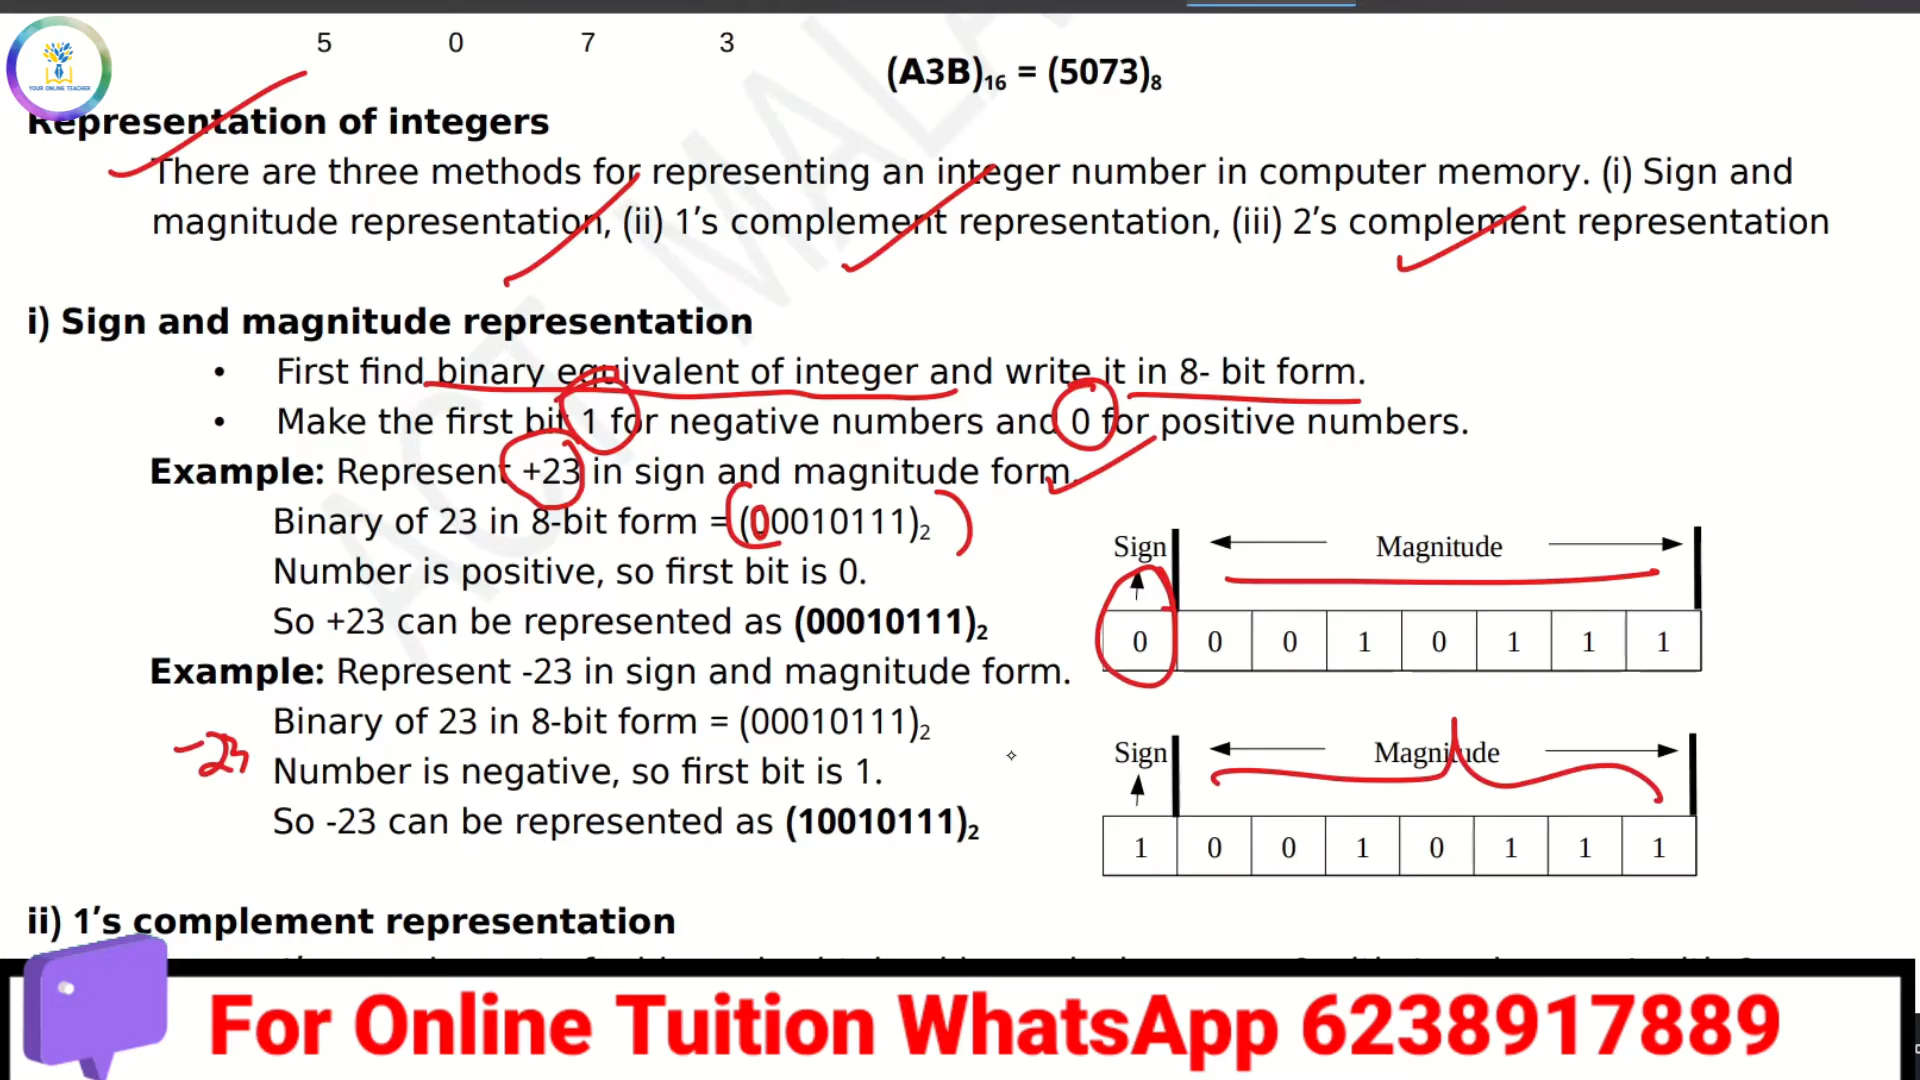 5 0 7 3
(A3B)16 = (5073)8
YOUR ONLINE TEACHER
Representation of integers
There are three methods for representing an integer number in computer memory. (i) Sign and
magnitude representation, (ii) 1’s complement representation, (iii) 2’s complement representation
i) Sign and magnitude representation
• First find binary equivalent of integer and write it in 8- bit form.
• Make the first bit 1 for negative numbers and 0 for positive numbers.
Example: Represent +23 in sign and magnitude form.
Binary of 23 in 8-bit form = (00010111)2
Number is positive, so first bit is 0.
So +23 can be represented as (00010111)2
Sign Magnitude
0 0 0 1 0 1 1 1
Example: Represent -23 in sign and magnitude form.
Binary of 23 in 8-bit form = (00010111)2
-23
Number is negative, so first bit is 1.
So -23 can be represented as (10010111)2
Sign Magnitude
1 0 0 1 0 1 1 1
ii) 1’s complement representation
For Online Tuition WhatsApp 6238917889